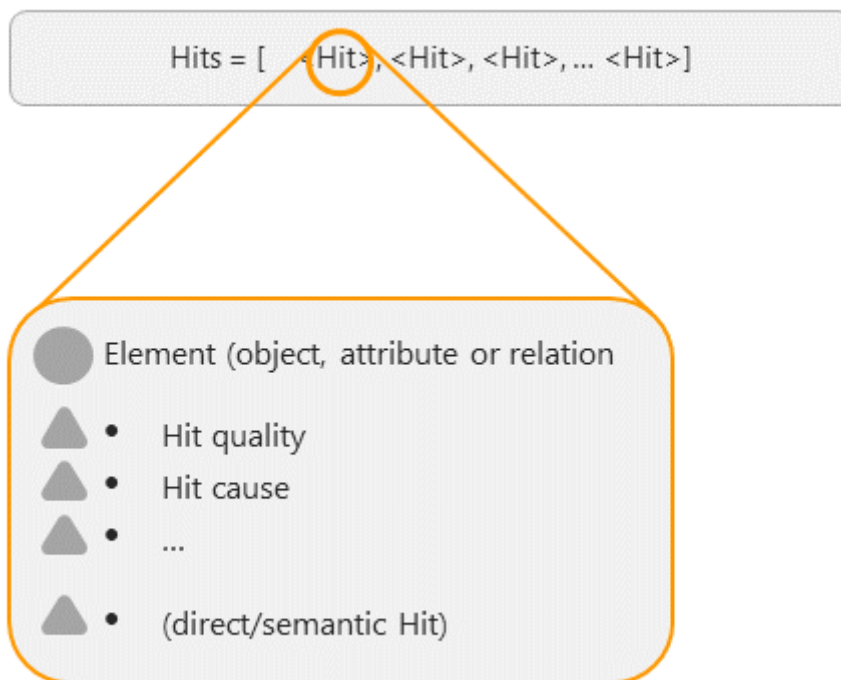 Hits = [ <Hit>, <Hit>, <Hit>, ... <Hit>]
Element (object, attribute or relation
• Hit quality
• Hit cause
• ...
• (direct/semantic Hit)